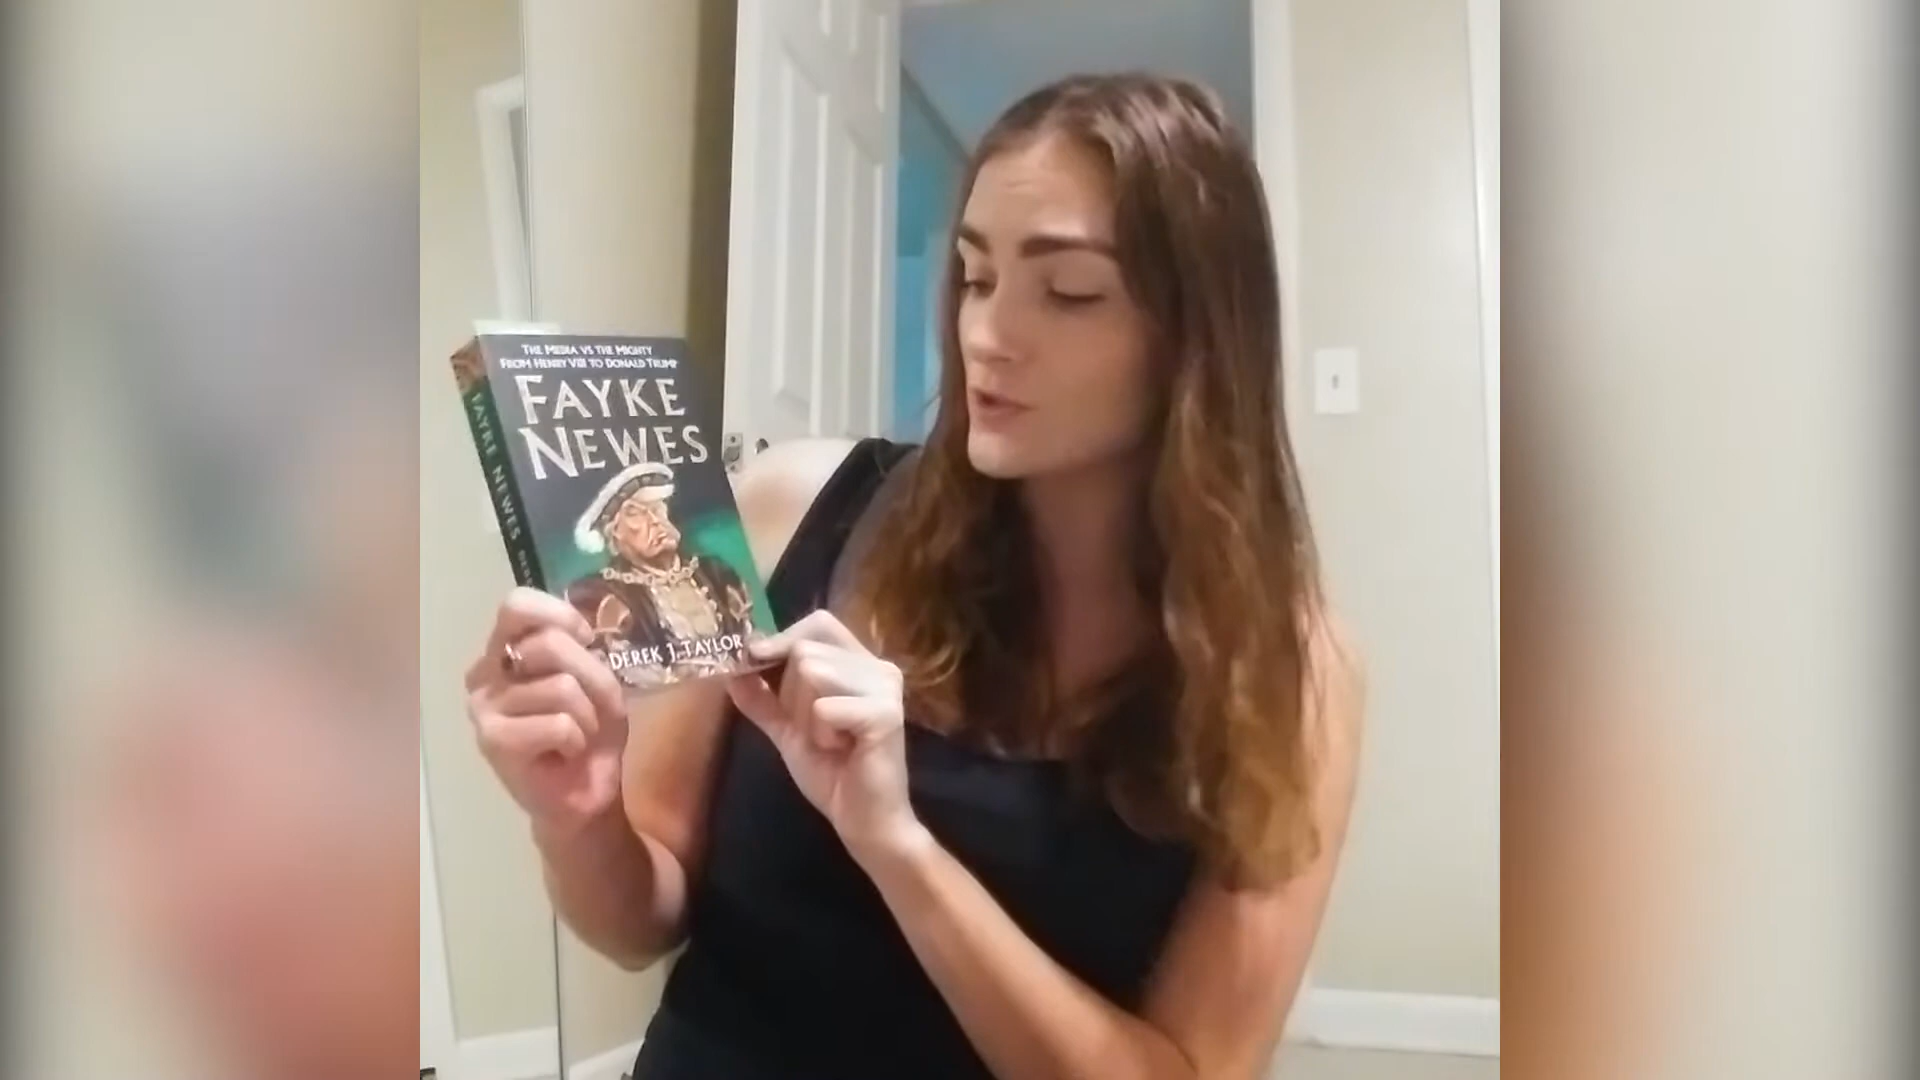 THE MEDIA VS THE MIGHTY
FROM HENRY VIII TO DONALD TRUMP
FAYKE
NEWES
DEREK J. TAYLOR
FAYKE NEWES